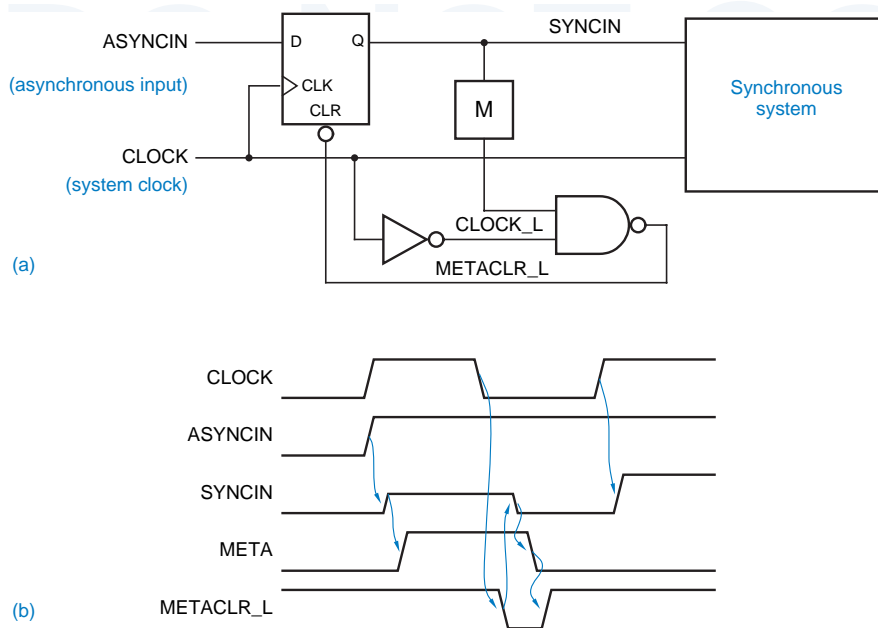 ASYNCIN
D
Q
SYNCIN
(asynchronous input)
CLK
CLR
M
Synchronous
system
CLOCK
(system clock)
CLOCK_L
METACLR_L
(a)
CLOCK
ASYNCIN
SYNCIN
META
METACLR_L
(b)